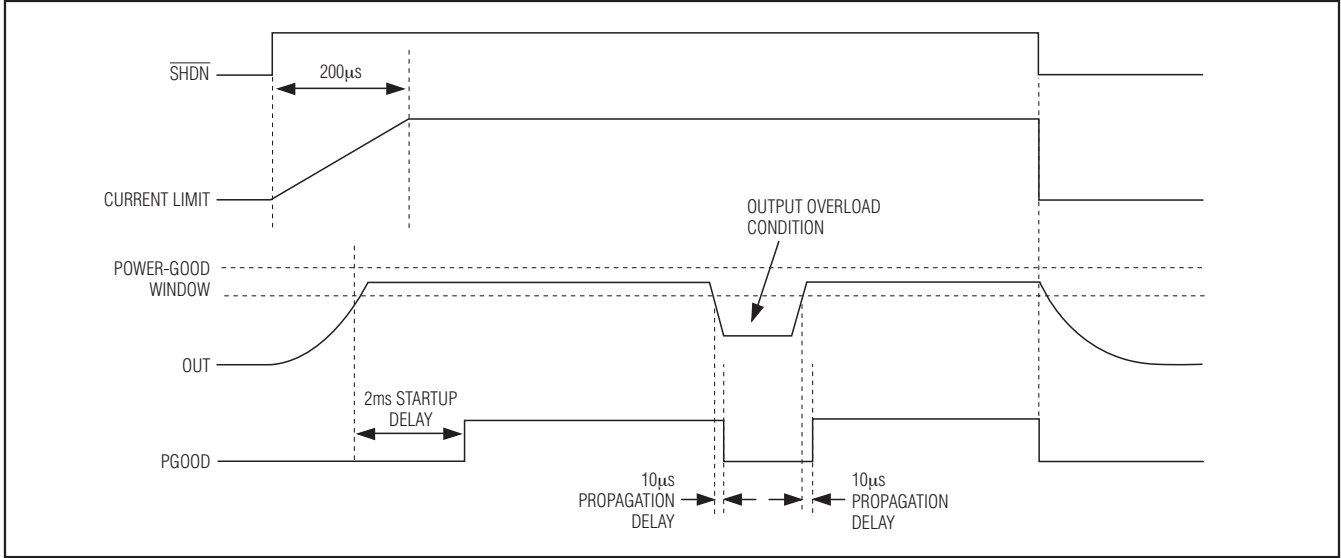 SHDN
200µs
CURRENT LIMIT
OUTPUT OVERLOAD
CONDITION
POWER-GOOD
WINDOW
OUT
2ms STARTUP
DELAY
PGOOD
10µs
PROPAGATION
DELAY
10µs
PROPAGATION
DELAY